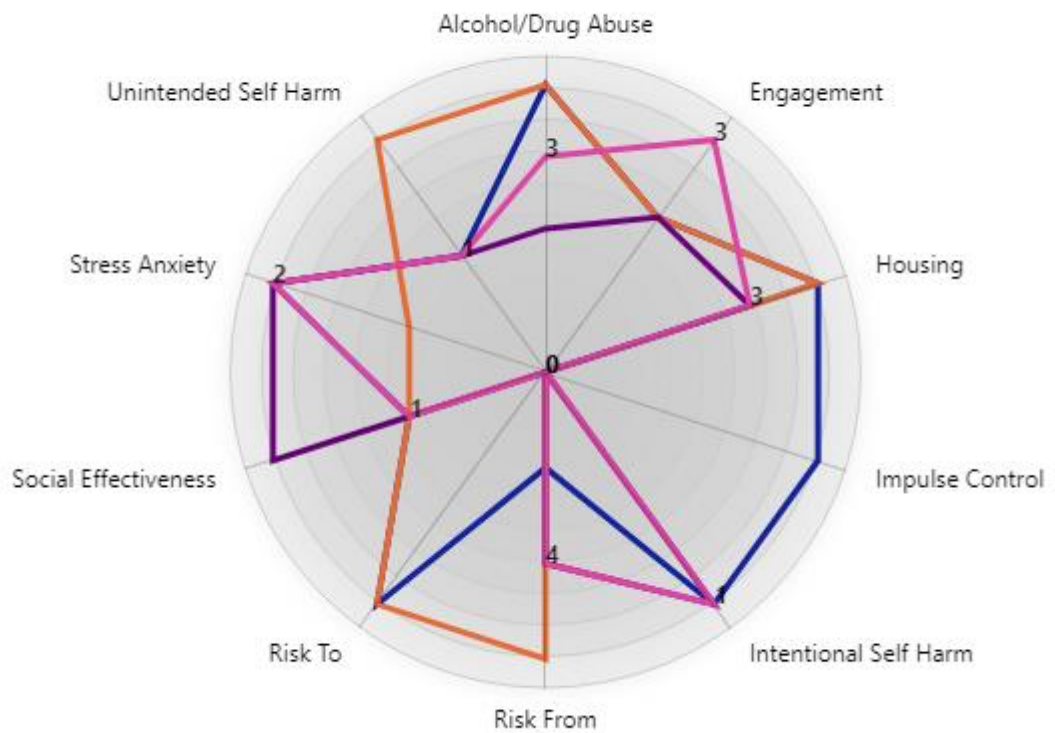 Alcohol/Drug Abuse
Unintended Self Harm
Engagement
3
3
1
Stress Anxiety
Housing
2
3
0
1
Social Effectiveness
Impulse Control
4
1
Risk To
Intentional Self Harm
Risk From